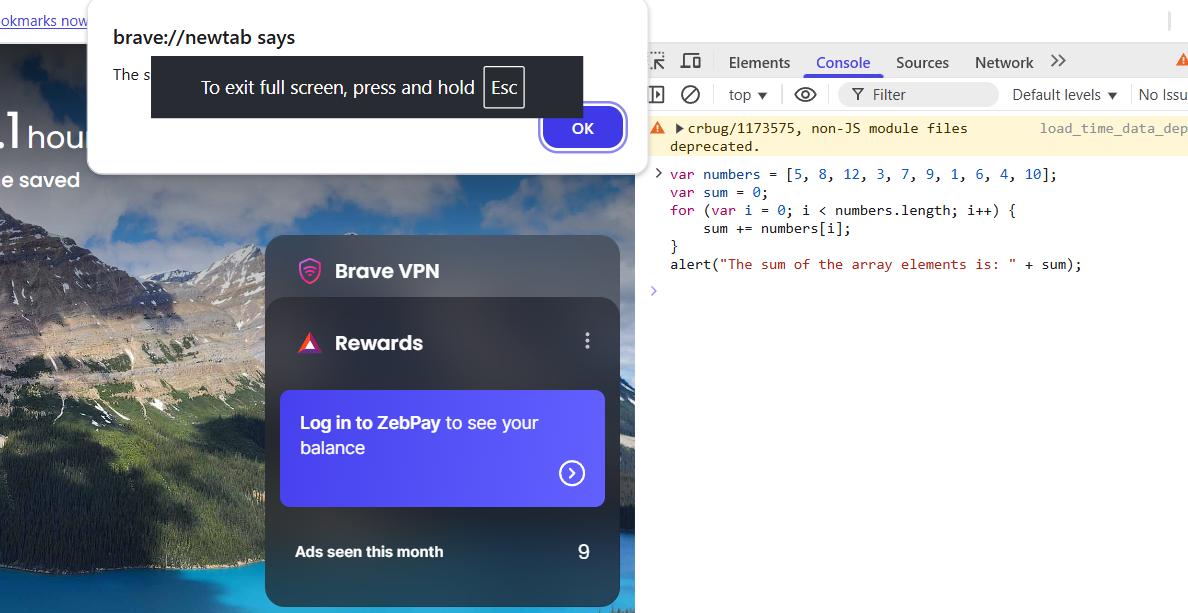 okmarks now
brave://newtab says
The s
To exit full screen, press and hold Esc
OK
.1 hou
e saved
Brave VPN
Rewards
Log in to ZebPay to see your
balance
Ads seen this month 9
Elements Console Sources Network
top Filter Default levels No Issu
crbug/1173575, non-JS module files load_time_data_dep
deprecated.
var numbers = [5, 8, 12, 3, 7, 9, 1, 6, 4, 10];
var sum = 0;
for (var i = 0; i < numbers.length; i++) {
    sum += numbers[i];
}
alert("The sum of the array elements is: " + sum);